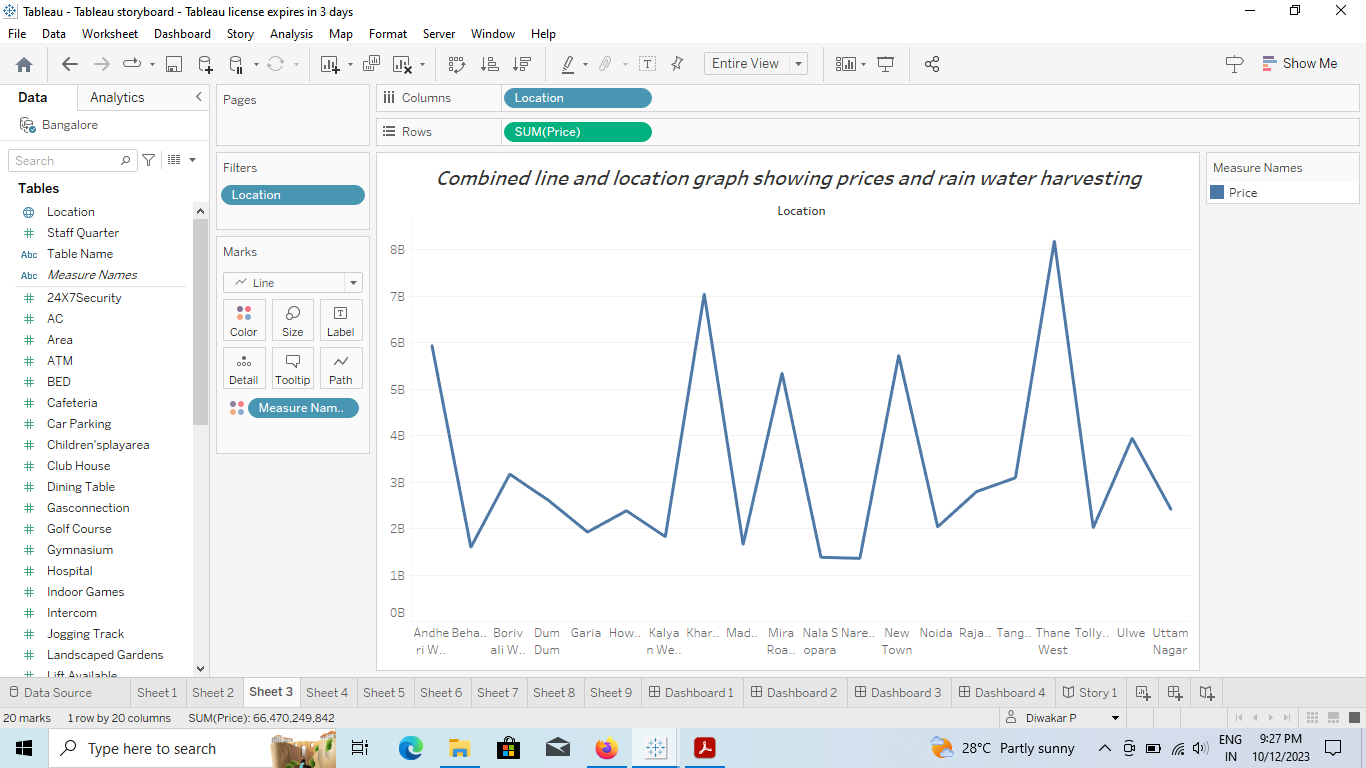 Tableau - Tableau storyboard - Tableau license expires in 3 days
File Data Worksheet Dashboard Story Analysis Map Format Server Window Help
Entire View
Show Me
Data Analytics
Bangalore
Search
Tables
Location
Staff Quarter
Abc Table Name
Abc Measure Names
24X7Security
AC
Area
ATM
BED
Cafeteria
Car Parking
Children'splayarea
Club House
Dining Table
Gasconnection
Golf Course
Gymnasium
Hospital
Indoor Games
Intercom
Jogging Track
Landscaped Gardens
Lift Available
Pages
Filters
Location
Marks
Line
Color Size Label
Detail Tooltip Path
Measure Nam..
Columns Location
Rows SUM(Price)
Combined line and location graph showing prices and rain water harvesting
Location
8B
7B
6B
5B
4B
3B
2B
1B
0B
Andhe Beha.. Boriv Dum Garia How.. Kalya Khar.. Mad.. Mira Nala S Nare.. New Noida Raja.. Tang.. Thane Tolly.. Ulwe Uttam
ri W.. ali W.. Dum n We.. Roa.. opara Town West Nagar
Measure Names
Price
Data Source Sheet 1 Sheet 2 Sheet 3 Sheet 4 Sheet 5 Sheet 6 Sheet 7 Sheet 8 Sheet 9 Dashboard 1 Dashboard 2 Dashboard 3 Dashboard 4 Story 1
20 marks 1 row by 20 columns SUM(Price): 66,470,249,842 Diwakar P
Type here to search
28°C Partly sunny
ENG
IN
9:27 PM
10/12/2023